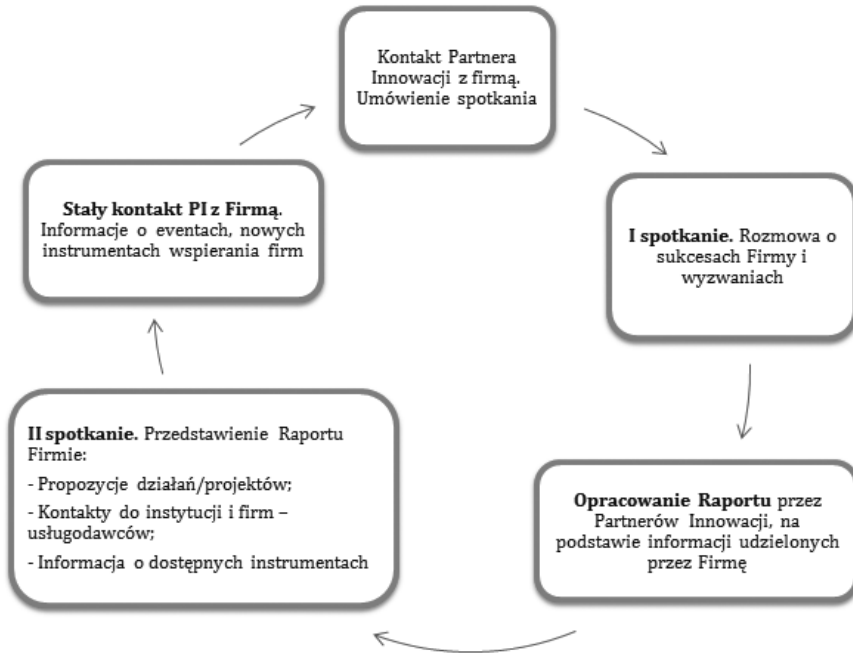 Kontakt Partnera
Innowacji z firmą.
Umówienie spotkania
I spotkanie. Rozmowa o
sukcesach Firmy i
wyzwaniach
Opracowanie Raportu przez
Partnerów Innowacji, na
podstawie informacji udzielonych
przez Firmę
II spotkanie. Przedstawienie Raportu
Firmie:
- Propozycje działań/projektów;
- Kontakty do instytucji i firm –
usługodawców;
- Informacja o dostępnych instrumentach
Stały kontakt PI z Firmą.
Informacje o eventach, nowych
instrumentach wspierania firm